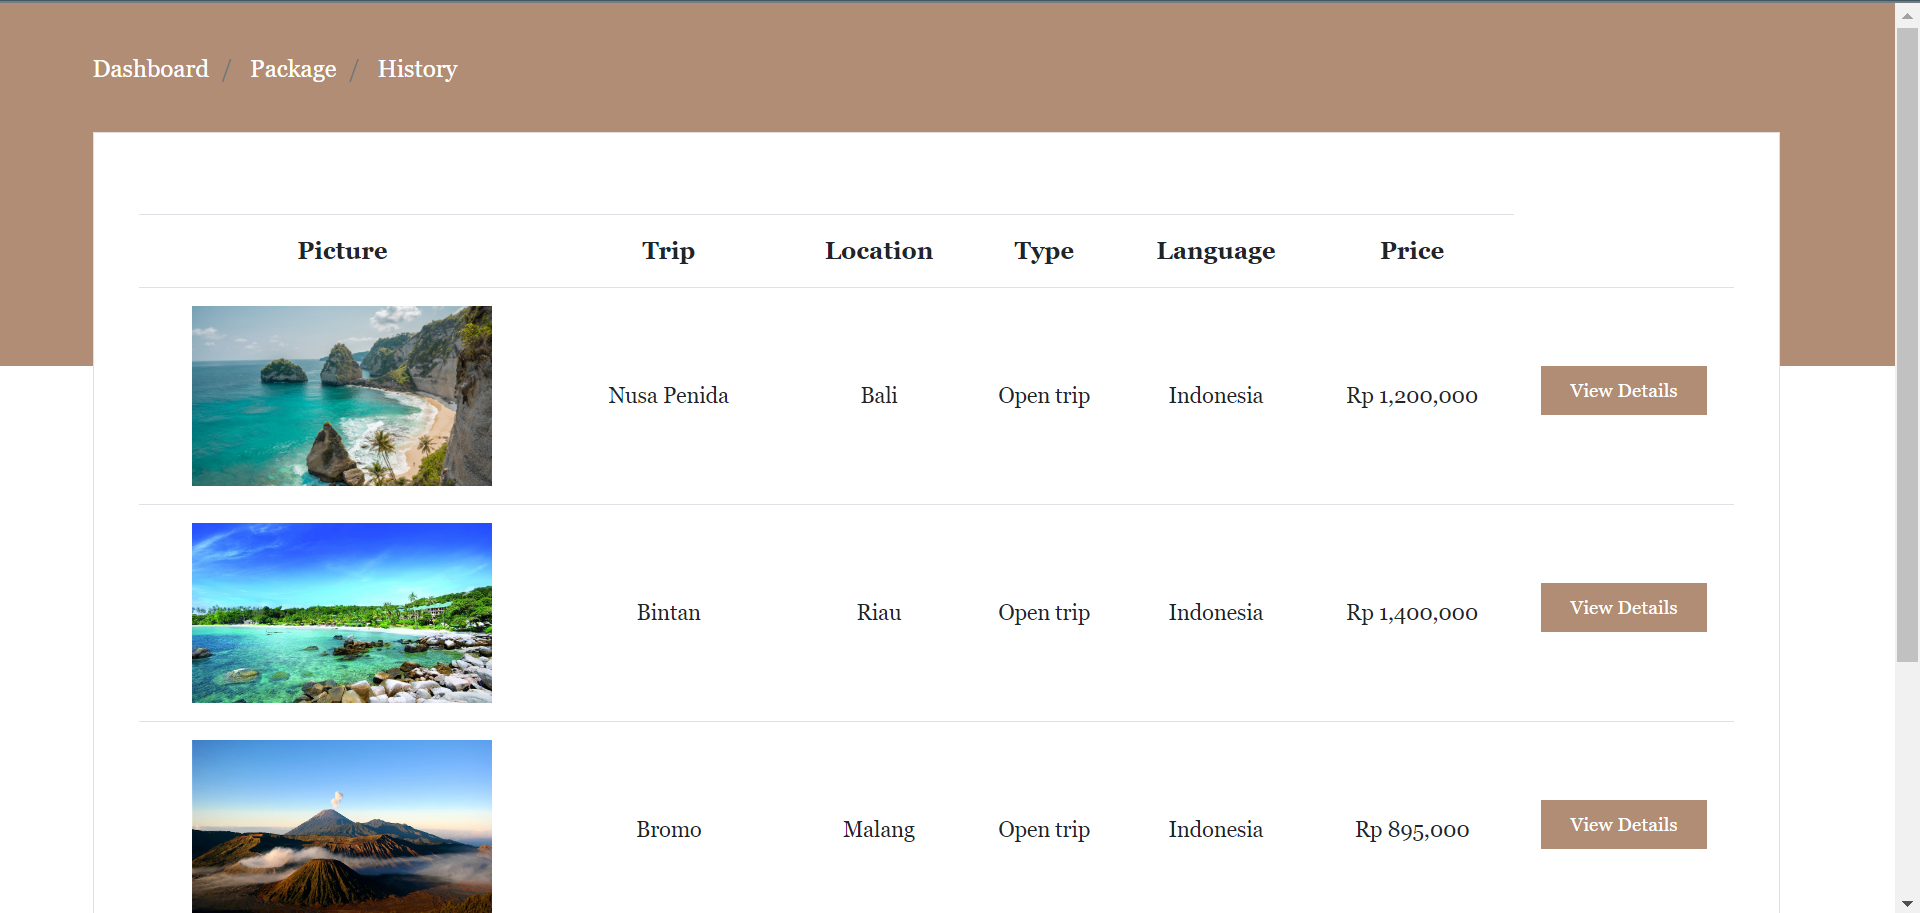 Dashboard / Package / History
Picture Trip Location Type Language Price
Nusa Penida Bali Open trip Indonesia Rp 1,200,000 View Details
Bintan Riau Open trip Indonesia Rp 1,400,000 View Details
Bromo Malang Open trip Indonesia Rp 895,000 View Details